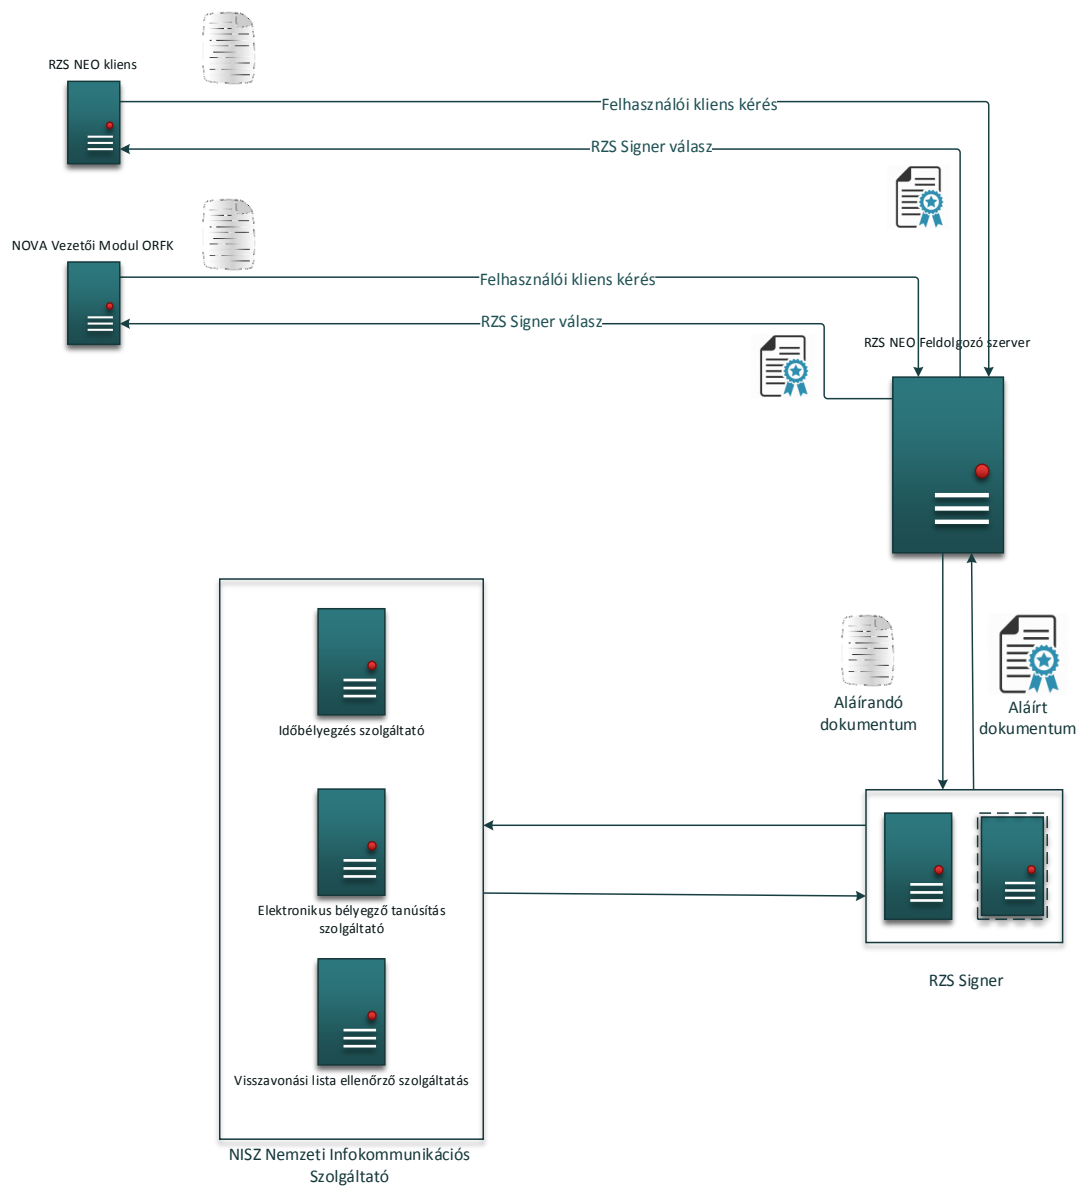 RZS NEO kliens
Felhasználói kliens kérés
RZS Signer válasz
NOVA Vezetői Modul ORFK
Felhasználói kliens kérés
RZS Signer válasz
RZS NEO Feldolgozó szerver
Aláírandó
dokumentum
Aláírt
dokumentum
Időbélyegzés szolgáltató
Elektronikus bélyegző tanúsítás
szolgáltató
RZS Signer
Visszavonási lista ellenőrző szolgáltatás
NISZ Nemzeti Infokommunikációs
Szolgáltató